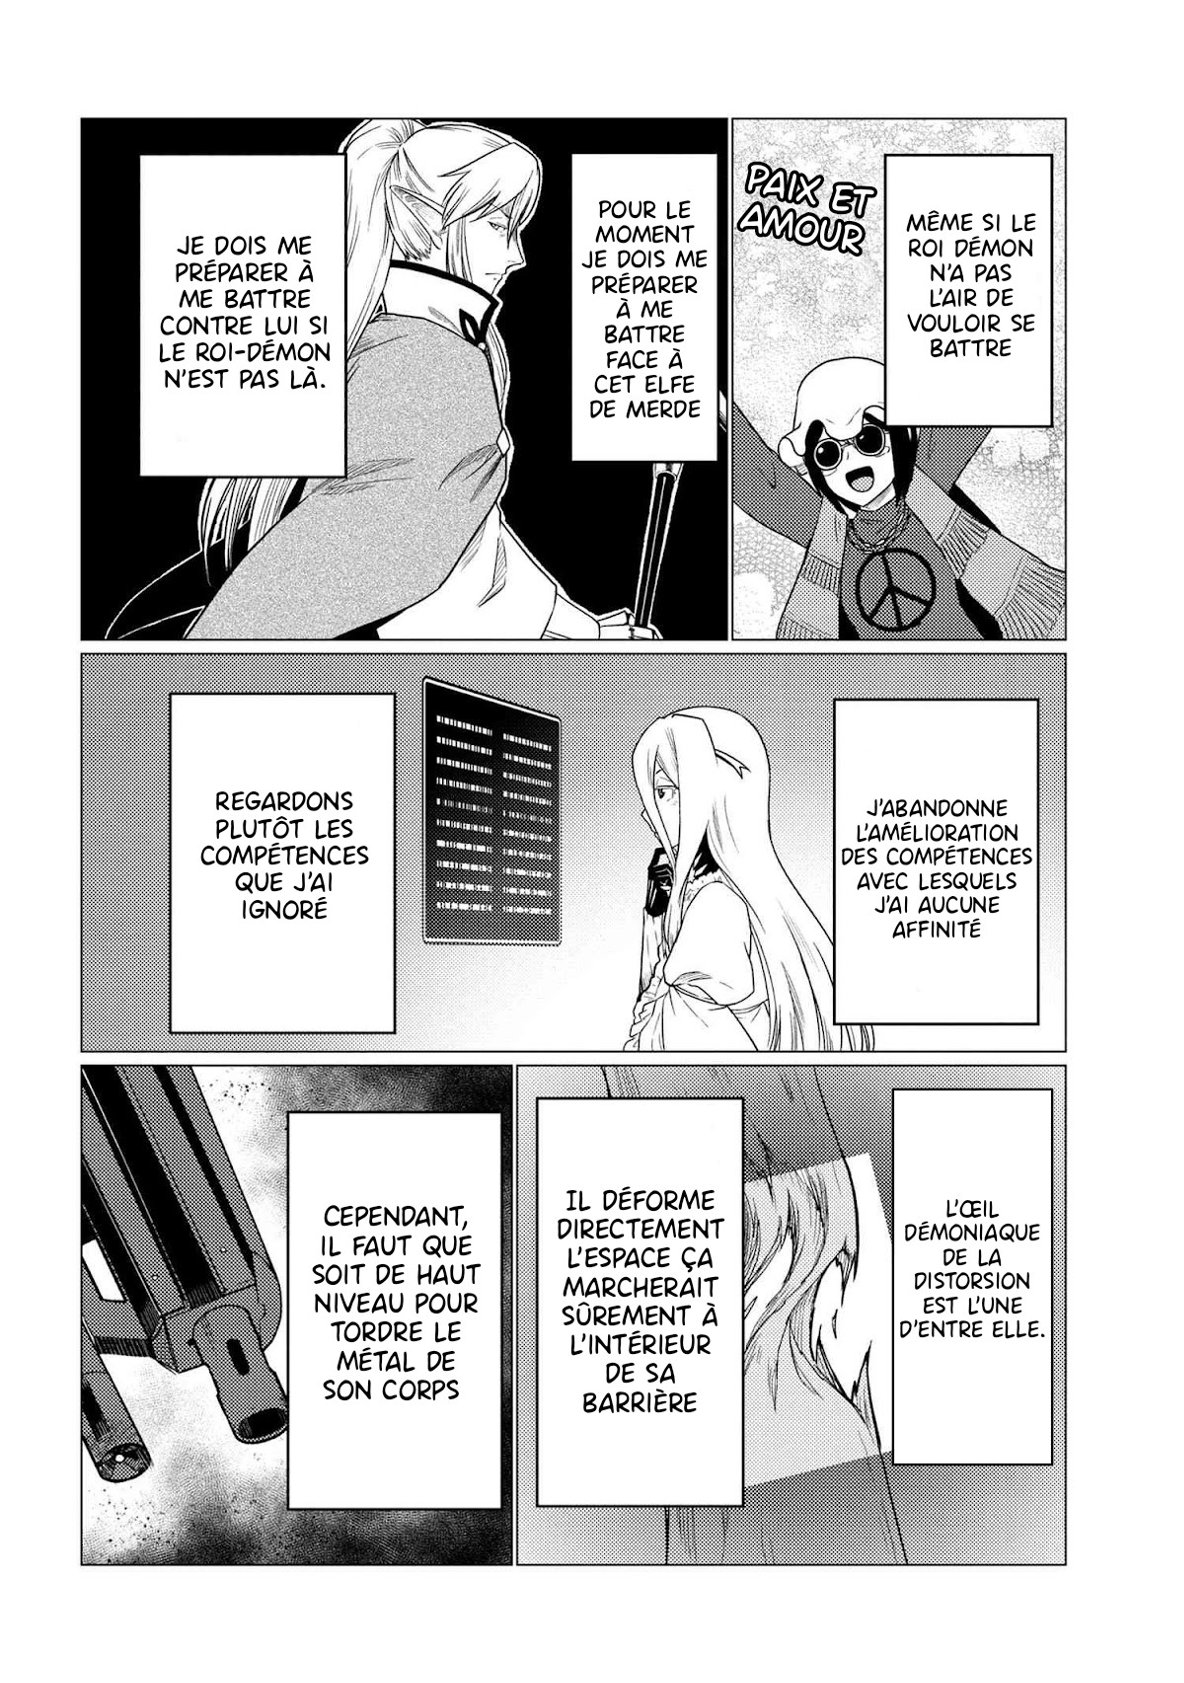 PAIX ET
AMOUR
MÊME SI LE
ROI DÉMON
N'A PAS
L'AIR DE
VOULOIR SE
BATTRE
POUR LE
MOMENT
JE DOIS ME
PRÉPARER
À ME
BATTRE
FACE À
CET ELFE
DE MERDE
JE DOIS ME
PRÉPARER À
ME BATTRE
CONTRE LUI SI
LE ROI-DÉMON
N'EST PAS LÀ.
J'ABANDONNE
L'AMÉLIORATION
DES COMPÉTENCES
AVEC LESQUELS
J'AI AUCUNE
AFFINITÉ
REGARDONS
PLUTÔT LES
COMPÉTENCES
QUE J'AI
IGNORÉ
L'ŒIL
DÉMONIAQUE
DE LA
DISTORSION
EST L'UNE
D'ENTRE ELLE.
IL DÉFORME
DIRECTEMENT
L'ESPACE ÇA
MARCHERAIT
SÛREMENT À
L'INTÉRIEUR
DE SA
BARRIÈRE
CEPENDANT,
IL FAUT QUE
SOIT DE HAUT
NIVEAU POUR
TORDRE LE
MÉTAL DE
SON CORPS